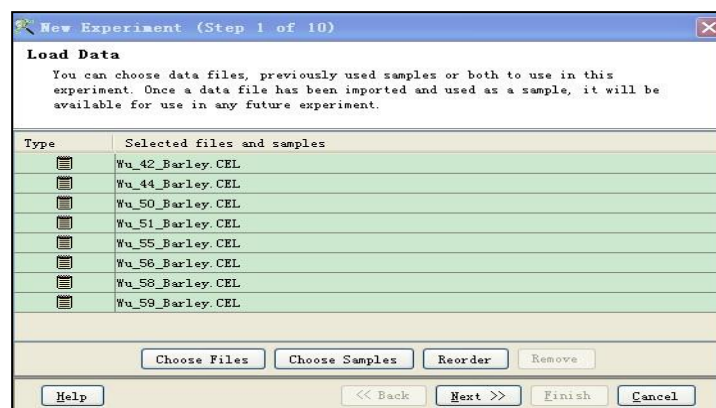 New Experiment (Step 1 of 10)
Load Data
You can choose data files, previously used samples or both to use in this
experiment. Once a data file has been imported and used as a sample, it will be
available for use in any future experiment.
Type Selected files and samples
Wu_42_Barley.CEL
Wu_44_Barley.CEL
Wu_50_Barley.CEL
Wu_51_Barley.CEL
Wu_55_Barley.CEL
Wu_56_Barley.CEL
Wu_58_Barley.CEL
Wu_59_Barley.CEL
Choose Files Choose Samples Reorder Remove
Help << Back Next >> Finish Cancel